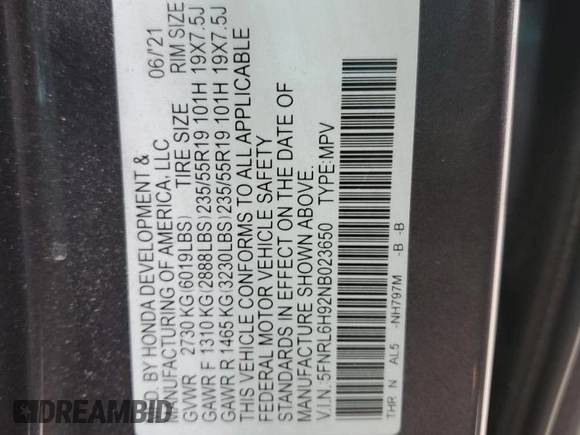 MFD. BY HONDA DEVELOPMENT &
MANUFACTURING OF AMERICA, LLC 06/'21
GVWR 2730 KG(6019LBS) TIRE SIZE RIM SIZE
GAWR F 1310 KG(2888LBS)235/55R19 101H 19X7.5J
GAWR R 1465 KG(3230LBS)235/55R19 101H 19X7.5J
THIS VEHICLE CONFORMS TO ALL APPLICABLE
FEDERAL MOTOR VEHICLE SAFETY
STANDARDS IN EFFECT ON THE DATE OF
MANUFACTURE SHOWN ABOVE.
V.I.N. 5FNRL6H92NB023650 TYPE:MPV
THR N AL5 -NH797M -B -B
DREAMBID